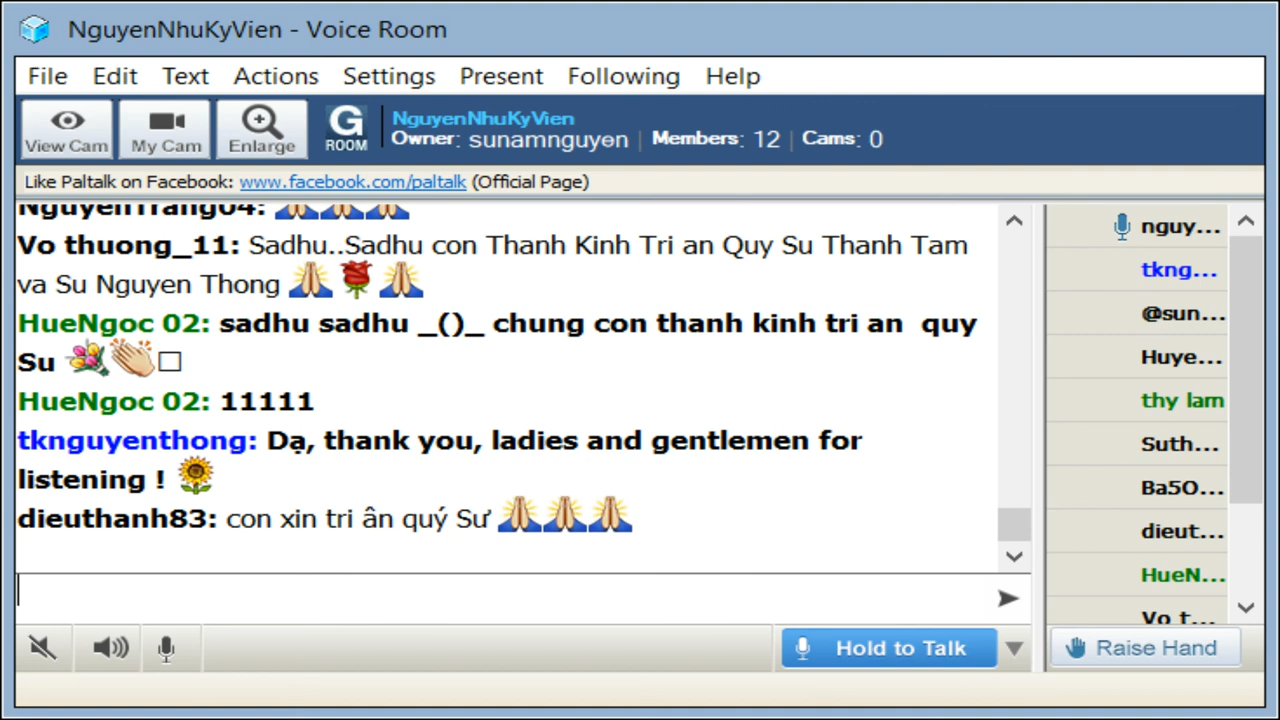 NguyenNhuKyVien - Voice Room
File Edit Text Actions Settings Present Following Help
View Cam My Cam Enlarge G ROOM
NguyenNhuKyVien
Owner: sunamnguyen | Members: 12 | Cams: 0
Like Paltalk on Facebook: www.facebook.com/paltalk (Official Page)
NguyenTrang04:
Vo thuong_11: Sadhu..Sadhu con Thanh Kinh Tri an Quy Su Thanh Tam
va Su Nguyen Thong
HueNgoc 02: sadhu sadhu _()_ chung con thanh kinh tri an quy
Su
HueNgoc 02: 11111
tknguyenthong: Dạ, thank you, ladies and gentlemen for
listening !
dieuthanh83: con xin tri ân quý Sư
nguy...
tkng...
@sun...
Huye...
thy lam
Suth...
Ba5O...
dieut...
HueN...
Vo t...
Hold to Talk
Raise Hand